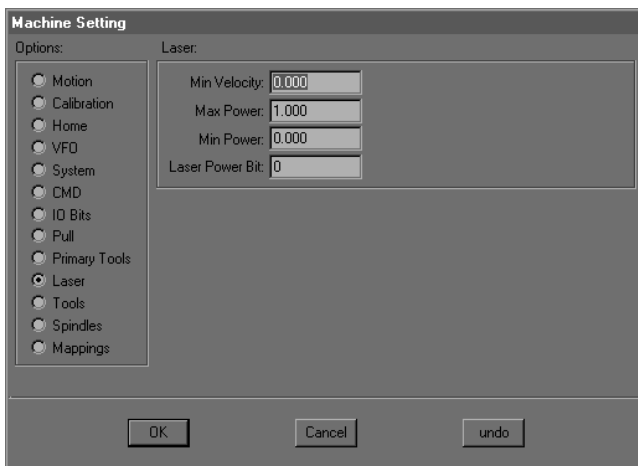 Machine Setting
Options:
Motion
Calibration
Home
VFO
System
CMD
IO Bits
Pull
Primary Tools
Laser
Tools
Spindles
Mappings
Laser:
Min Velocity: 0.000
Max Power: 1.000
Min Power: 0.000
Laser Power Bit: 0
OK Cancel undo